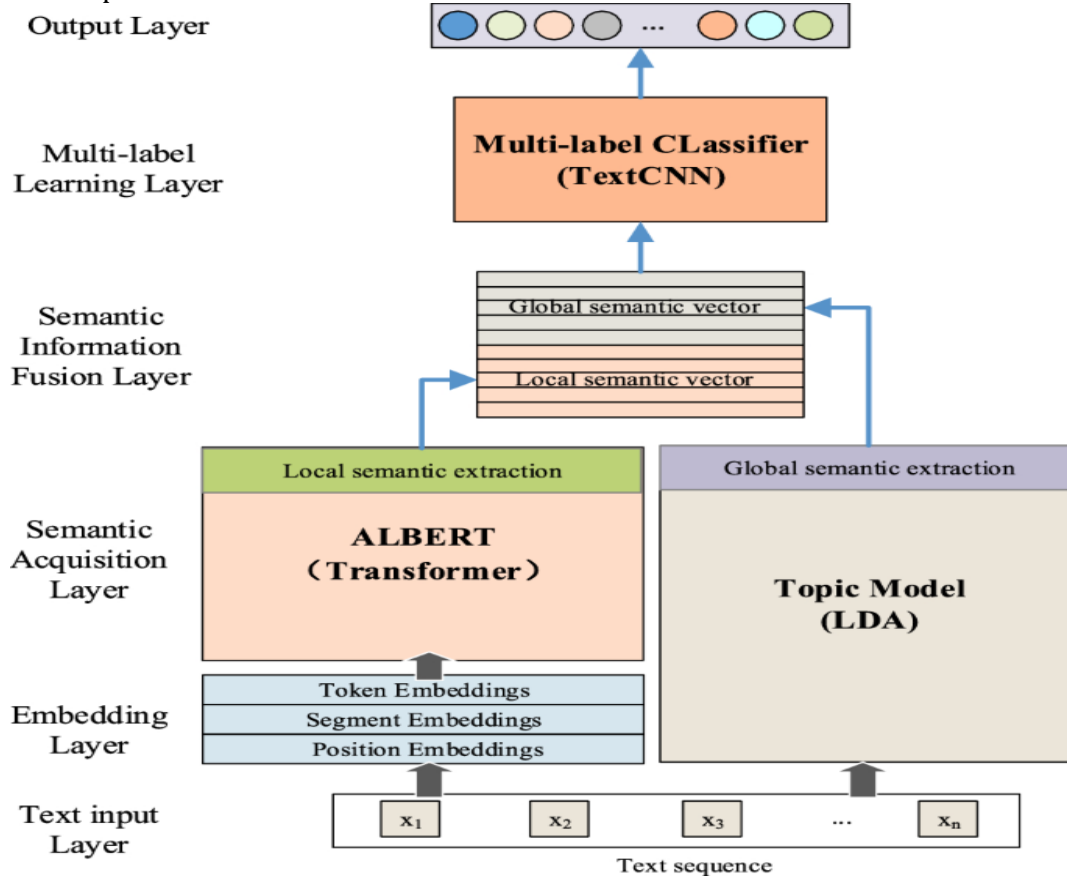 Output Layer
...
Multi-label
Learning Layer
Multi-label CLassifier
(TextCNN)
Semantic
Information
Fusion Layer
Global semantic vector
Local semantic vector
Semantic
Acquisition
Layer
Local semantic extraction
ALBERT
（Transformer）
Global semantic extraction
Topic Model
(LDA)
Embedding
Layer
Token Embeddings
Segment Embeddings
Position Embeddings
Text input
Layer
x1 x2 x3 ... xn
Text sequence